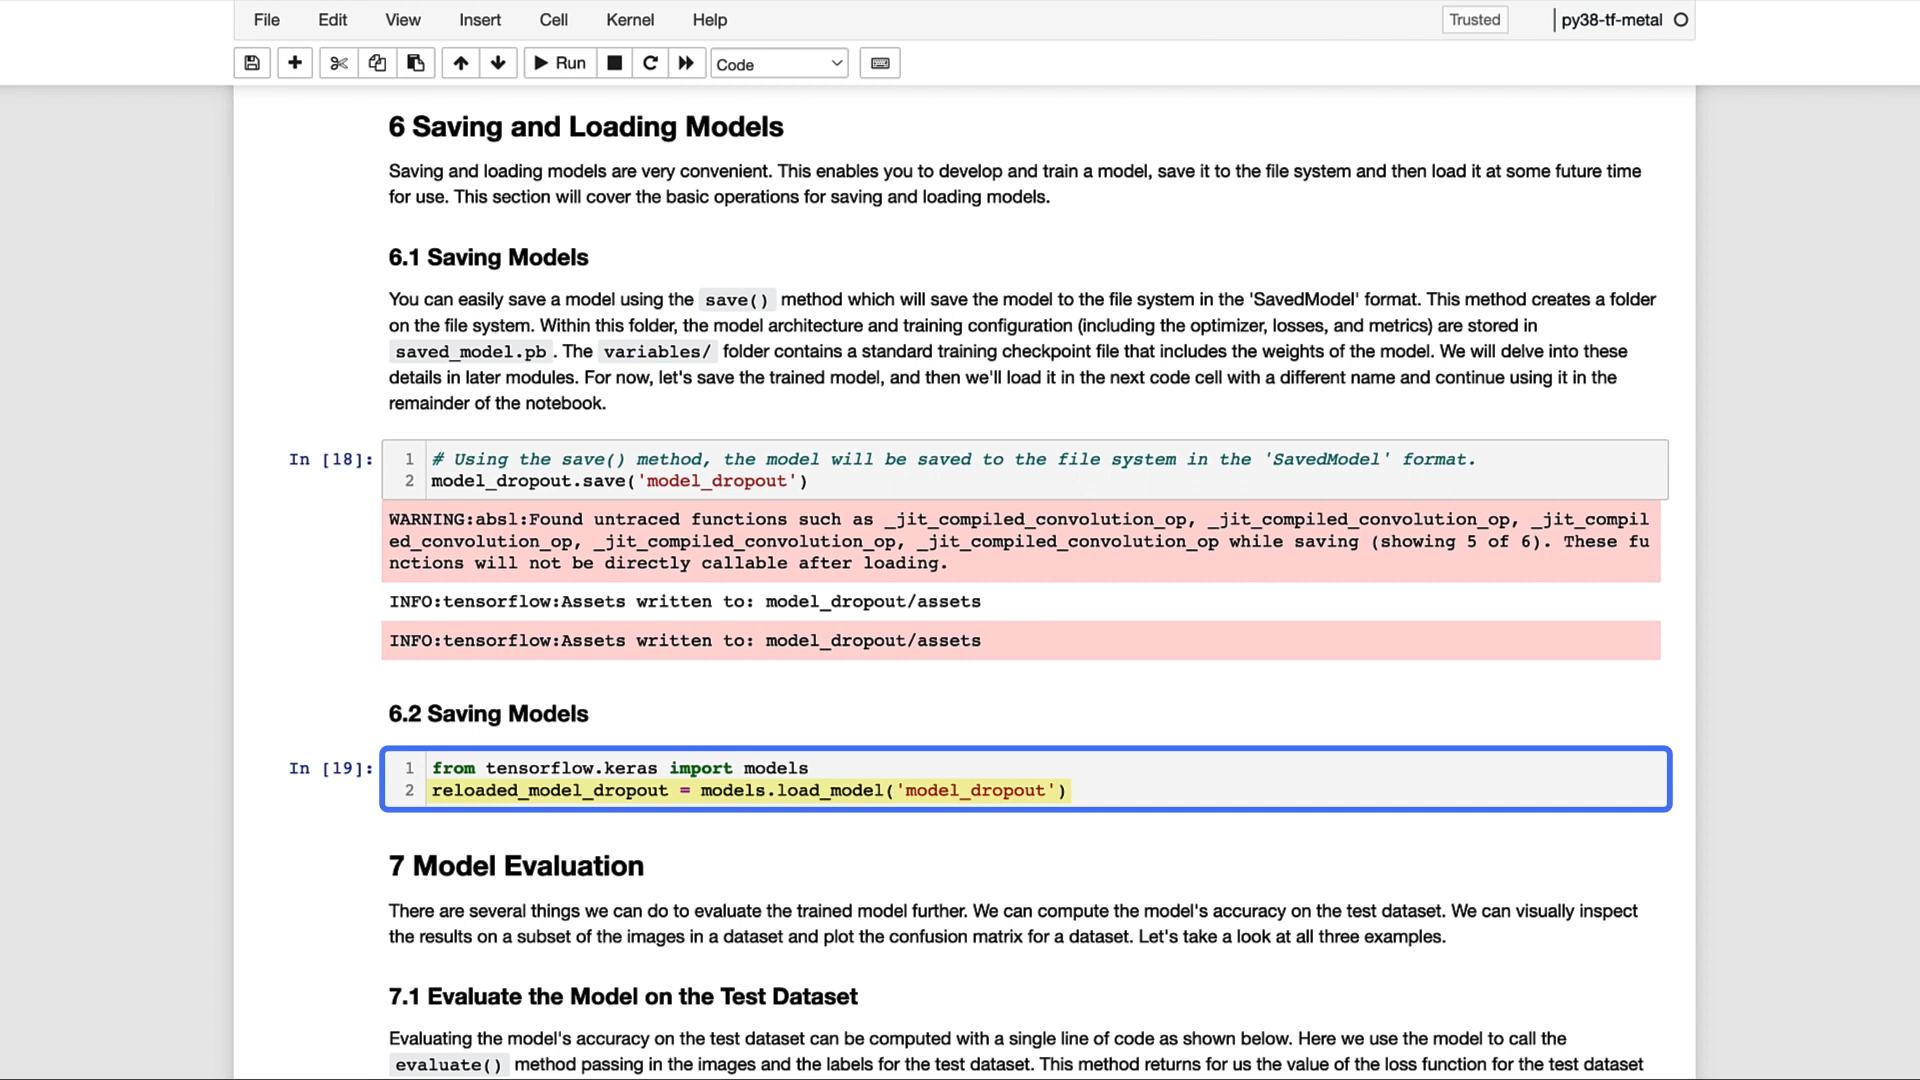 File Edit View Insert Cell Kernel Help Trusted py38-tf-metal
Run Code
6 Saving and Loading Models
Saving and loading models are very convenient. This enables you to develop and train a model, save it to the file system and then load it at some future time
for use. This section will cover the basic operations for saving and loading models.
6.1 Saving Models
You can easily save a model using the save() method which will save the model to the file system in the 'SavedModel' format. This method creates a folder
on the file system. Within this folder, the model architecture and training configuration (including the optimizer, losses, and metrics) are stored in
saved_model.pb . The variables/ folder contains a standard training checkpoint file that includes the weights of the model. We will delve into these
details in later modules. For now, let's save the trained model, and then we'll load it in the next code cell with a different name and continue using it in the
remainder of the notebook.
In [18]: 1 # Using the save() method, the model will be saved to the file system in the 'SavedModel' format.
2 model_dropout.save('model_dropout')
WARNING:absl:Found untraced functions such as _jit_compiled_convolution_op, _jit_compiled_convolution_op, _jit_compil
ed_convolution_op, _jit_compiled_convolution_op, _jit_compiled_convolution_op while saving (showing 5 of 6). These fu
nctions will not be directly callable after loading.
INFO:tensorflow:Assets written to: model_dropout/assets
INFO:tensorflow:Assets written to: model_dropout/assets
6.2 Saving Models
In [19]: 1 from tensorflow.keras import models
2 reloaded_model_dropout = models.load_model('model_dropout')
7 Model Evaluation
There are several things we can do to evaluate the trained model further. We can compute the model's accuracy on the test dataset. We can visually inspect
the results on a subset of the images in a dataset and plot the confusion matrix for a dataset. Let's take a look at all three examples.
7.1 Evaluate the Model on the Test Dataset
Evaluating the model's accuracy on the test dataset can be computed with a single line of code as shown below. Here we use the model to call the
evaluate() method passing in the images and the labels for the test dataset. This method returns for us the value of the loss function for the test dataset